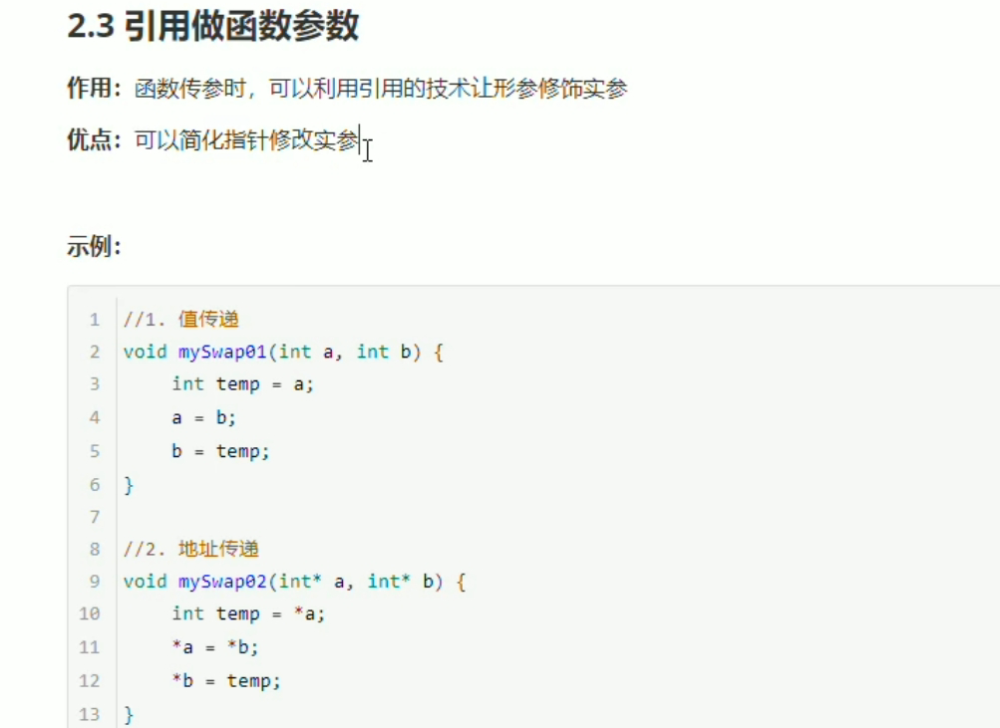 2.3 引用做函数参数
作用：函数传参时，可以利用引用的技术让形参修饰实参
优点：可以简化指针修改实参
示例：
1 //1. 值传递
2 void mySwap01(int a, int b) {
3     int temp = a;
4     a = b;
5     b = temp;
6 }
7
8 //2. 地址传递
9 void mySwap02(int* a, int* b) {
10     int temp = *a;
11     *a = *b;
12     *b = temp;
13 }